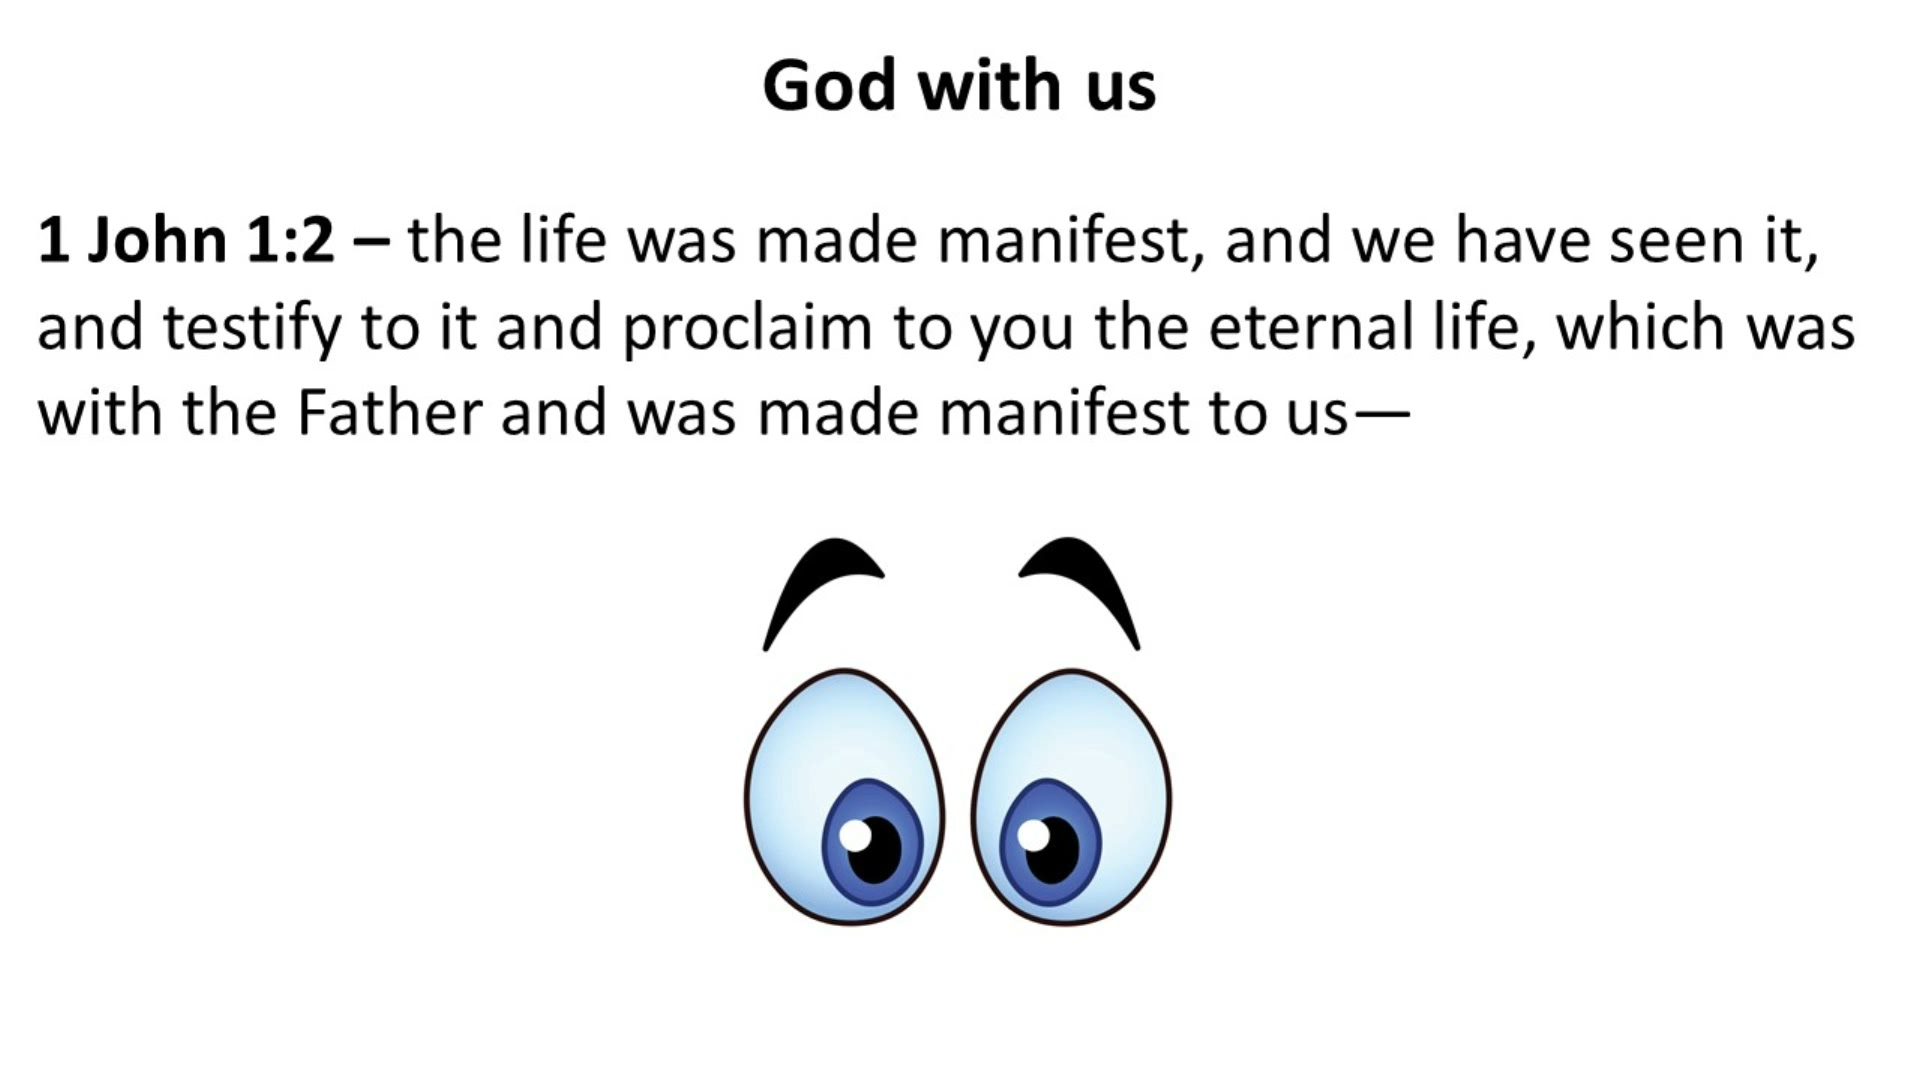 God with us
1 John 1:2 – the life was made manifest, and we have seen it,
and testify to it and proclaim to you the eternal life, which was
with the Father and was made manifest to us—